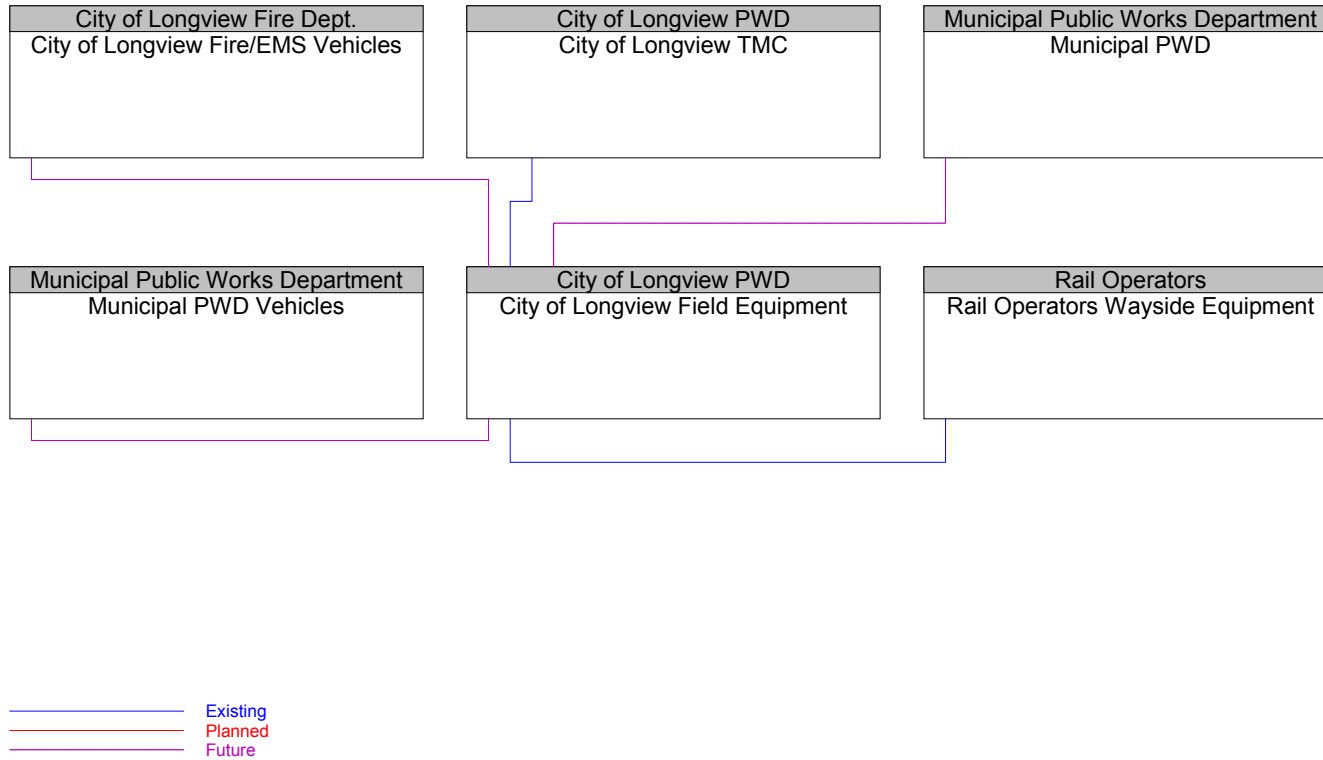 City of Longview Fire Dept.
City of Longview Fire/EMS Vehicles
City of Longview PWD
City of Longview TMC
Municipal Public Works Department
Municipal PWD
Municipal Public Works Department
Municipal PWD Vehicles
City of Longview PWD
City of Longview Field Equipment
Rail Operators
Rail Operators Wayside Equipment
Existing
Planned
Future